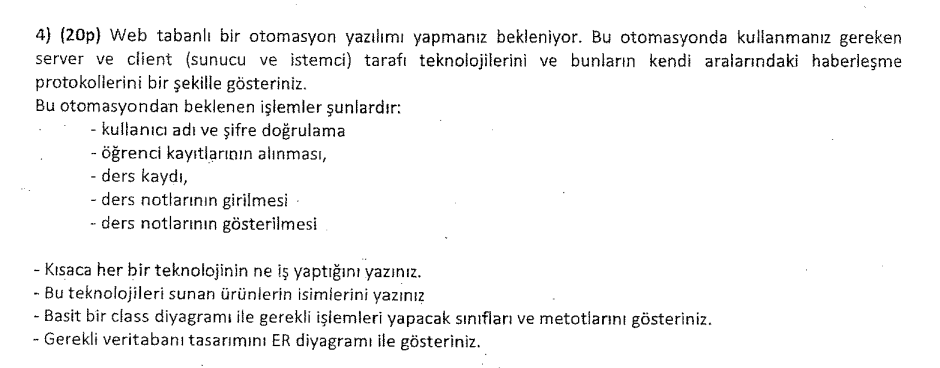 4) (20p) Web tabanlı bir otomasyon yazılımı yapmanız bekleniyor. Bu otomasyonda kullanmanız gereken
server ve client (sunucu ve istemci) tarafı teknolojilerini ve bunların kendi aralarındaki haberleşme
protokollerini bir şekille gösteriniz.
Bu otomasyondan beklenen işlemler şunlardır:
- kullanıcı adı ve şifre doğrulama
- öğrenci kayıtlarının alınması,
- ders kaydı,
- ders notlarının girilmesi
- ders notlarının gösterilmesi
- Kısaca her bir teknolojinin ne iş yaptığını yazınız.
- Bu teknolojileri sunan ürünlerin isimlerini yazınız
- Basit bir class diyagramı ile gerekli işlemleri yapacak sınıfları ve metotlarını gösteriniz.
- Gerekli veritabanı tasarımını ER diyagramı ile gösteriniz.